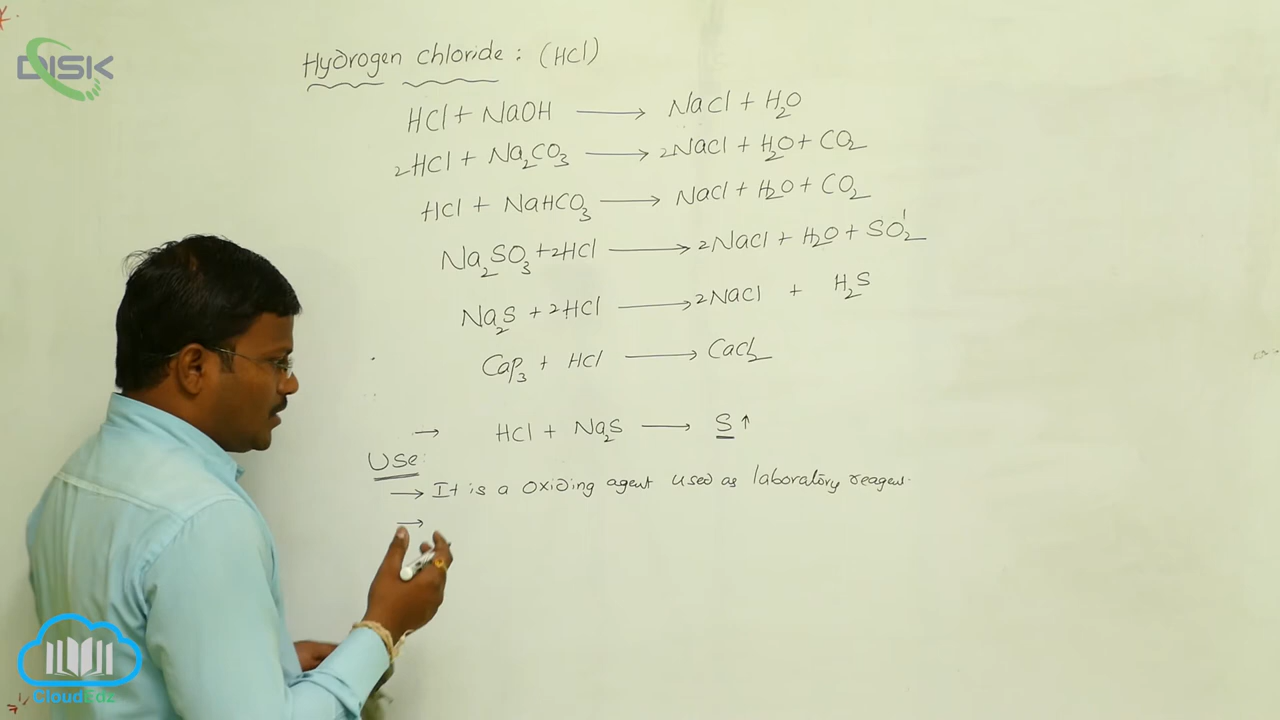 DISK
Hydrogen chloride : (HCl)
HCl + NaOH ⟶ NaCl + H₂O
2HCl + Na₂CO₃ ⟶ 2NaCl + H₂O + CO₂
HCl + NaHCO₃ ⟶ NaCl + H₂O + CO₂
Na₂SO₃ + 2HCl ⟶ 2NaCl + H₂O + SO₂
Na₂S + 2HCl ⟶ 2NaCl + H₂S
CaP₃ + HCl ⟶ CaCl₂
→ HCl + Na₂S ⟶ S ↑
Use:
→ It is a oxiding agent used as laboratory reagent.
→
CloudEdz